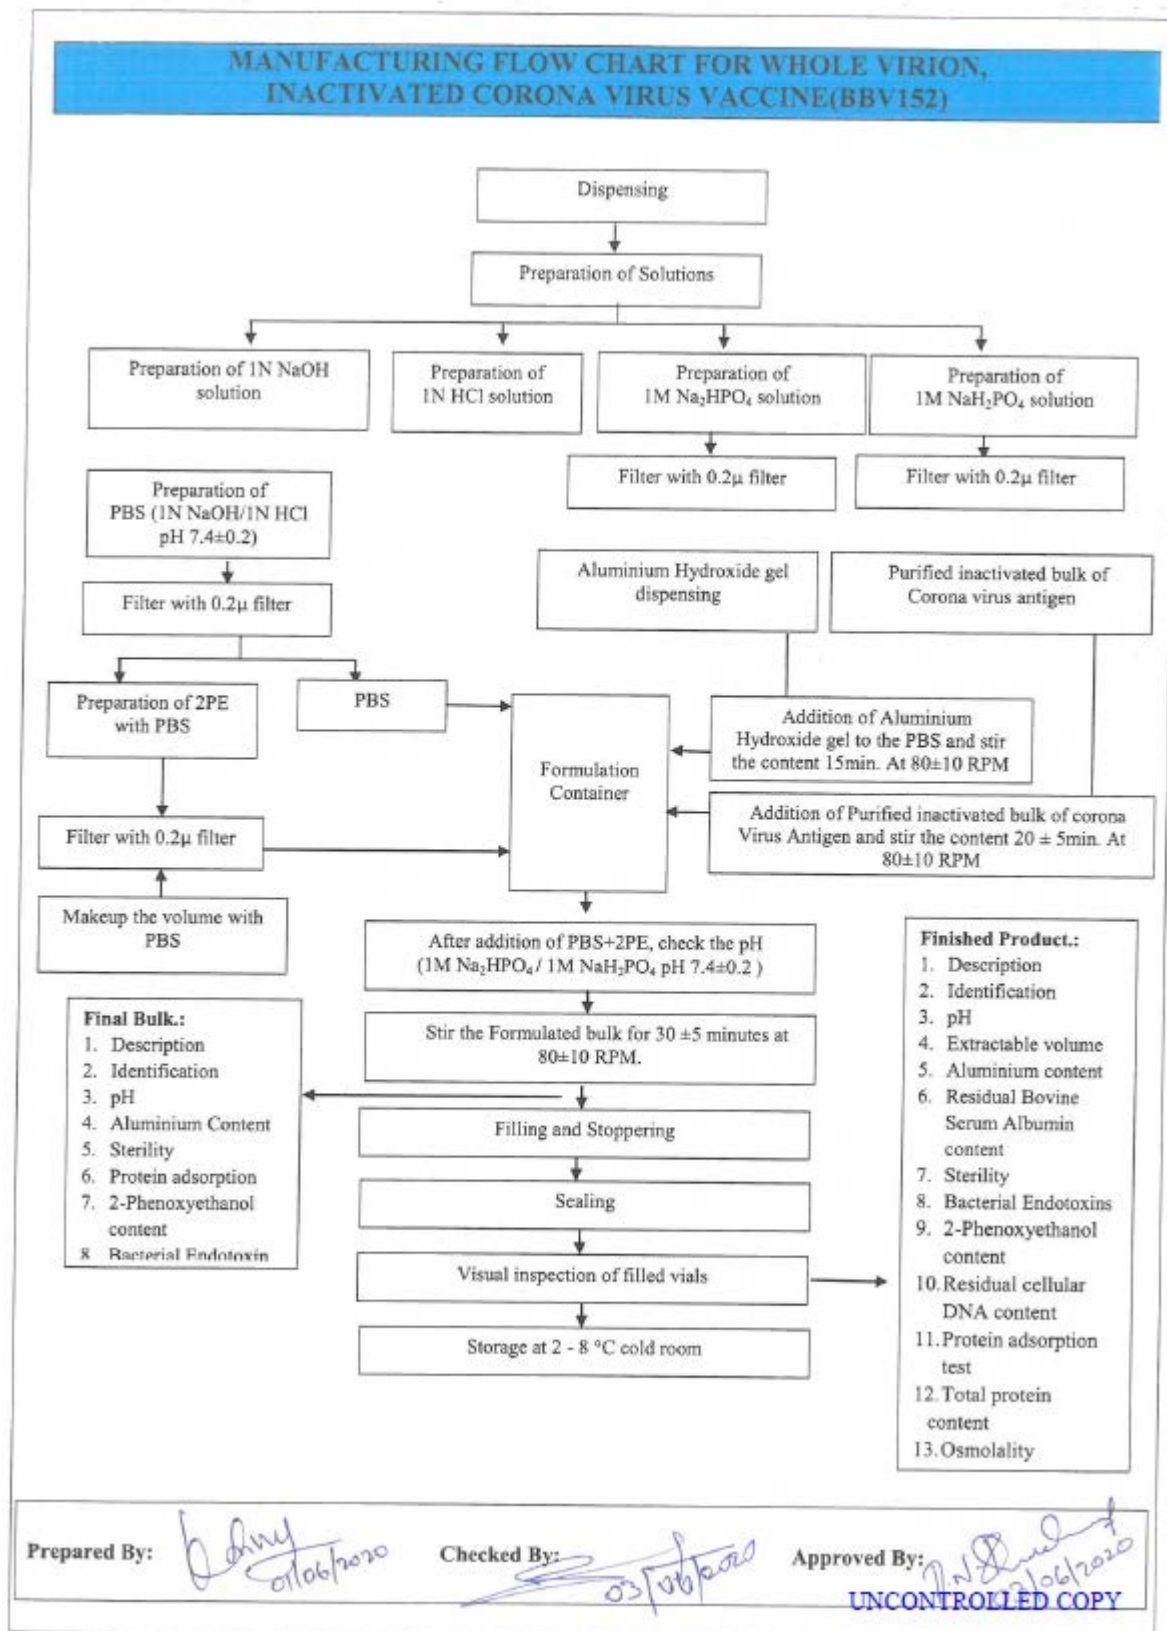 MANUFACTURING FLOW CHART FOR WHOLE VIRION,
INACTIVATED CORONA VIRUS VACCINE(BBV152)
Dispensing
Preparation of Solutions
Preparation of 1N NaOH
solution
Preparation of
1N HCl solution
Preparation of
1M Na₂HPO₄ solution
Preparation of
1M NaH₂PO₄ solution
Filter with 0.2μ filter
Filter with 0.2μ filter
Preparation of
PBS (1N NaOH/1N HCl
pH 7.4±0.2)
Filter with 0.2μ filter
Aluminium Hydroxide gel
dispensing
Purified inactivated bulk of
Corona virus antigen
Preparation of 2PE
with PBS
PBS
Formulation
Container
Addition of Aluminium
Hydroxide gel to the PBS and stir
the content 15min. At 80±10 RPM
Addition of Purified inactivated bulk of corona
Virus Antigen and stir the content 20 ± 5min. At
80±10 RPM
Filter with 0.2μ filter
Makeup the volume with
PBS
After addition of PBS+2PE, check the pH
(1M Na₂HPO₄ / 1M NaH₂PO₄ pH 7.4±0.2 )
Stir the Formulated bulk for 30 ±5 minutes at
80±10 RPM.
Filling and Stoppering
Sealing
Visual inspection of filled vials
Storage at 2 - 8 °C cold room
Final Bulk.:
1. Description
2. Identification
3. pH
4. Aluminium Content
5. Sterility
6. Protein adsorption
7. 2-Phenoxyethanol
content
8. Bacterial Endotoxin
Finished Product.:
1. Description
2. Identification
3. pH
4. Extractable volume
5. Aluminium content
6. Residual Bovine
Serum Albumin
content
7. Sterility
8. Bacterial Endotoxins
9. 2-Phenoxyethanol
content
10. Residual cellular
DNA content
11. Protein adsorption
test
12. Total protein
content
13. Osmolality
Prepared By:
01/06/2020
Checked By:
03/06/2020
Approved By:
03/06/2020
UNCONTROLLED COPY